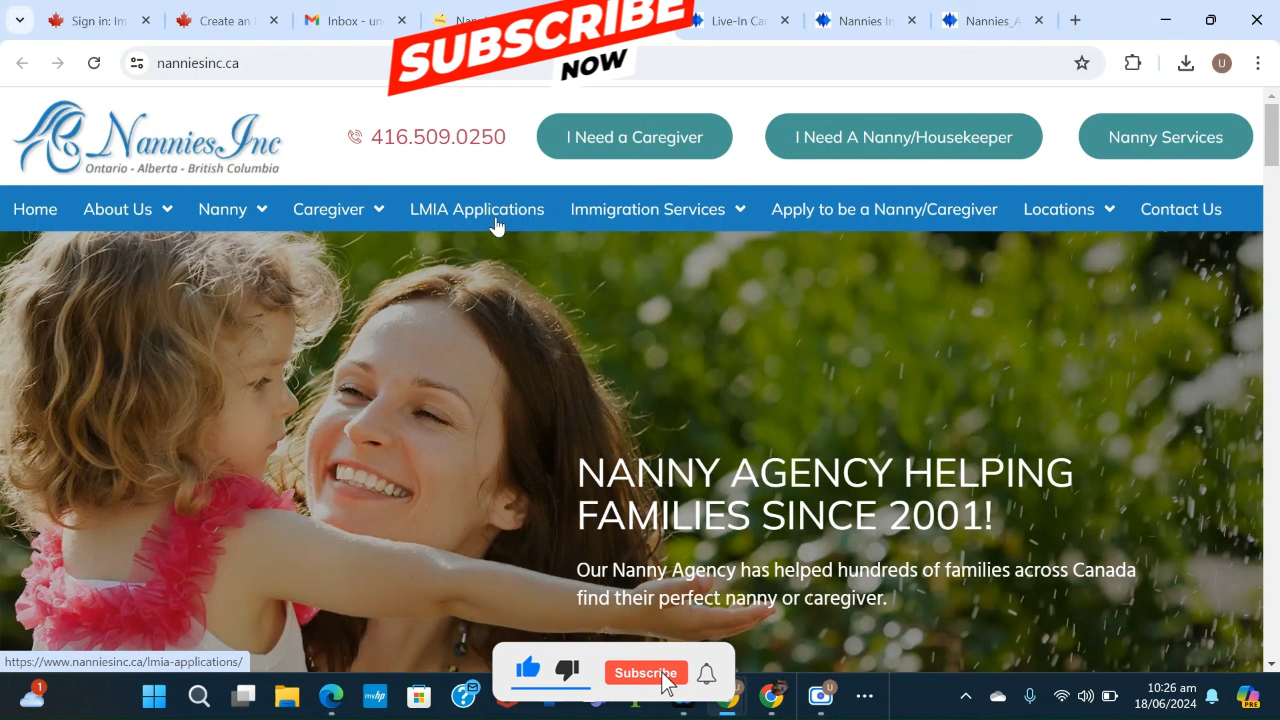 Sign in: Im
Create an
Inbox - un
Live-In Ca
Nannies In
Nannies_A
SUBSCRIBE
NOW
nanniesinc.ca
U
Nannies Inc
Ontario - Alberta - British Columbia
416.509.0250
I Need a Caregiver
I Need A Nanny/Housekeeper
Nanny Services
Home
About Us
Nanny
Caregiver
LMIA Applications
Immigration Services
Apply to be a Nanny/Caregiver
Locations
Contact Us
NANNY AGENCY HELPING
FAMILIES SINCE 2001!
Our Nanny Agency has helped hundreds of families across Canada
find their perfect nanny or caregiver.
https://www.nanniesinc.ca/lmia-applications/
Subscribe
1
myhp
U
U
U
10:26 am
18/06/2024
PRE